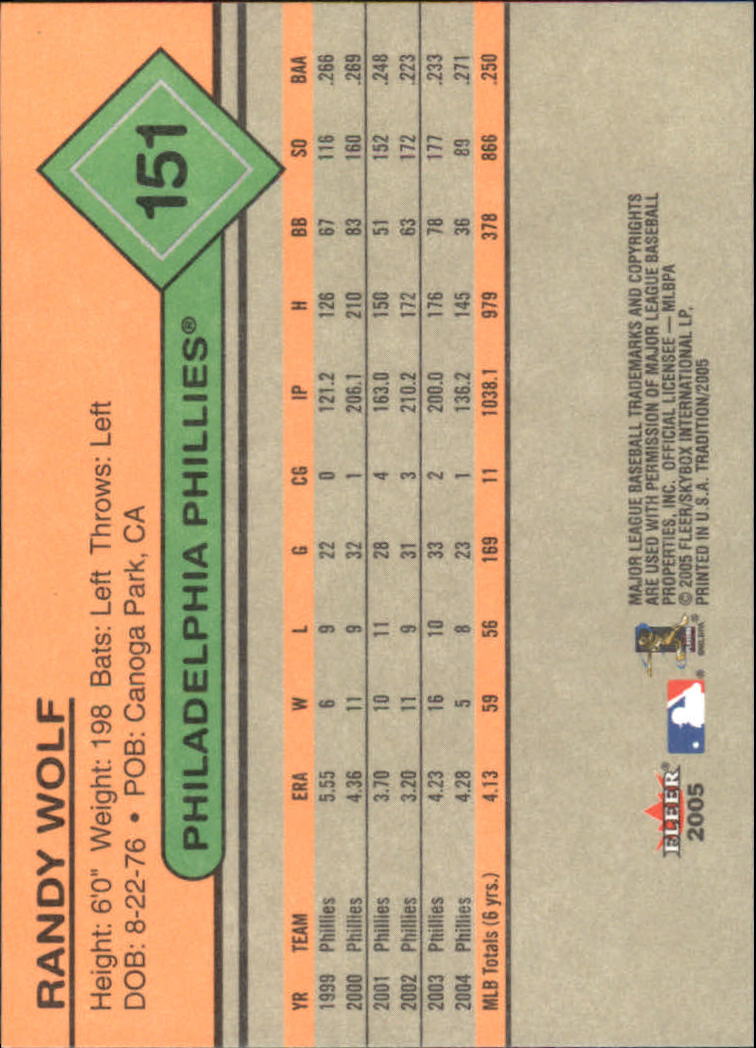 RANDY WOLF
Height: 6'0" Weight: 198 Bats: Left Throws: Left
DOB: 8-22-76 • POB: Canoga Park, CA
151
PHILADELPHIA PHILLIES®
YR TEAM ERA W L G CG IP H BB SO BAA
1999 Phillies 5.55 6 9 22 0 121.2 126 67 116 .266
2000 Phillies 4.36 11 9 32 1 206.1 210 83 160 .269
2001 Phillies 3.70 10 11 28 4 163.0 150 51 152 .248
2002 Phillies 3.20 11 9 31 3 210.2 172 63 172 .223
2003 Phillies 4.23 16 10 33 2 200.0 176 78 177 .233
2004 Phillies 4.28 5 8 23 1 136.2 145 36 89 .271
MLB Totals (6 yrs.) 4.13 59 56 169 11 1038.1 979 378 866 .250
FLEER®
2005
MAJOR LEAGUE BASEBALL TRADEMARKS AND COPYRIGHTS
ARE USED WITH PERMISSION OF MAJOR LEAGUE BASEBALL
PROPERTIES, INC. OFFICIAL LICENSEE — MLBPA
© 2005 FLEER/SKYBOX INTERNATIONAL LP.
PRINTED IN U.S.A. TRADITION/2005